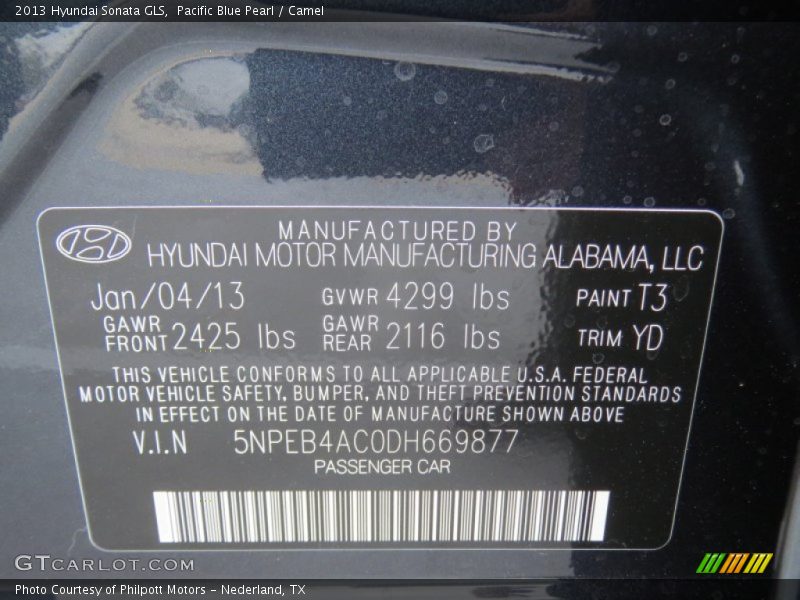 2013 Hyundai Sonata GLS, Pacific Blue Pearl / Camel
MANUFACTURED BY
HYUNDAI MOTOR MANUFACTURING ALABAMA, LLC
Jan/04/13 GVWR 4299 lbs PAINT T3
GAWR FRONT 2425 lbs GAWR REAR 2116 lbs TRIM YD
THIS VEHICLE CONFORMS TO ALL APPLICABLE U.S.A. FEDERAL
MOTOR VEHICLE SAFETY, BUMPER, AND THEFT PREVENTION STANDARDS
IN EFFECT ON THE DATE OF MANUFACTURE SHOWN ABOVE
V.I.N 5NPEB4AC0DH669877
PASSENGER CAR
GTCARLOT.COM
Photo Courtesy of Philpott Motors - Nederland, TX